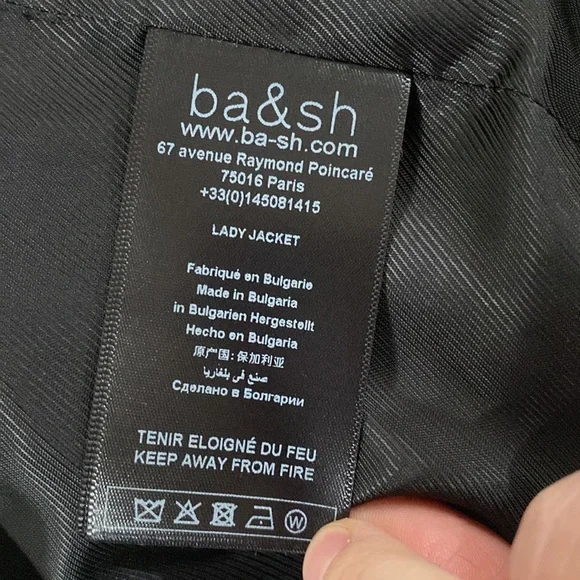 ba&sh
www.ba-sh.com
67 avenue Raymond Poincaré
75016 Paris
+33(0)145081415
LADY JACKET
Fabriqué en Bulgarie
Made in Bulgaria
in Bulgarien Hergestellt
Hecho en Bulgaria
原产国: 保加利亚
صنع في بلغاريا
Сделано в Болгарии
TENIR ELOIGNÉ DU FEU
KEEP AWAY FROM FIRE
W